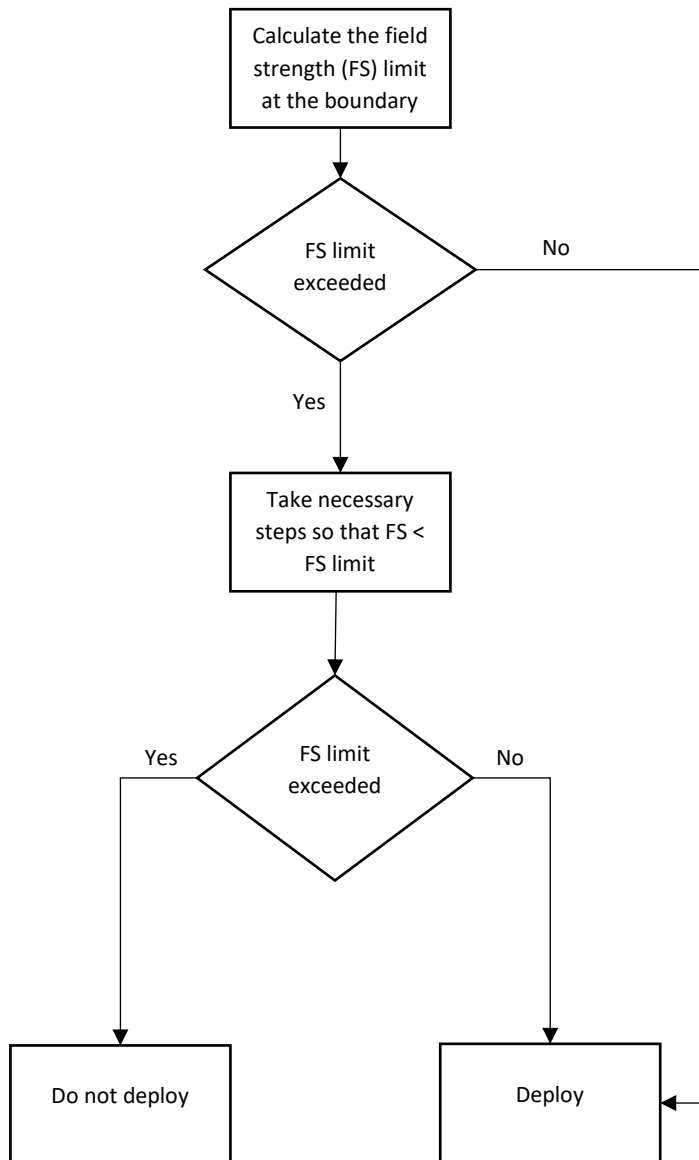 Calculate the field
strength (FS) limit
at the boundary
FS limit
exceeded
No
Yes
Take necessary
steps so that FS <
FS limit
Yes
FS limit
exceeded
No
Do not deploy
Deploy